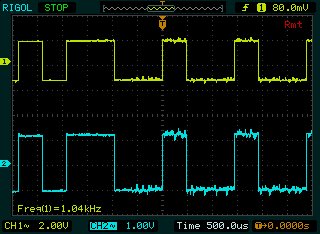 RIGOL STOP T f 1 80.0mV
T
Rmt
1
2
Freq(1)=1.04kHz
CH1~ 2.00V CH2~ 1.00V Time 500.0us T→0.0000s